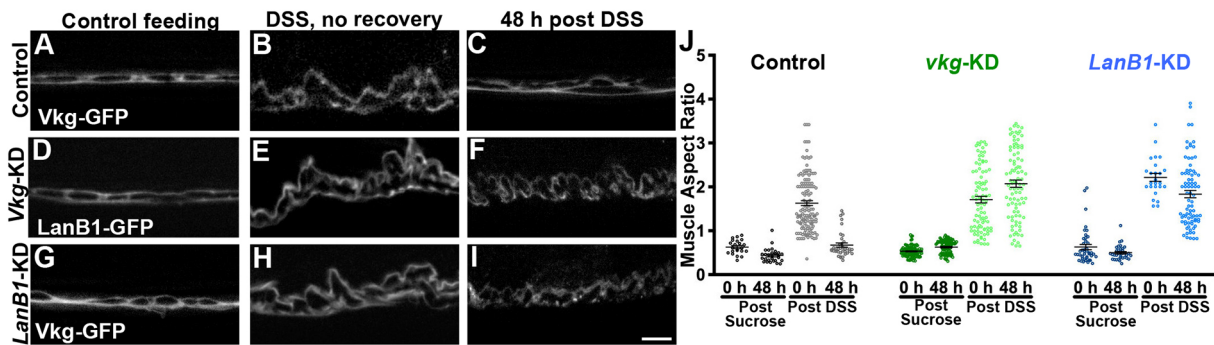 Control feeding
DSS, no recovery
48 h post DSS
Control
A
B
C
Vkg-GFP
Vkg-KD
D
E
F
LanB1-GFP
LanB1-KD
G
H
I
Vkg-GFP
J
Control
vkg-KD
LanB1-KD
Muscle Aspect Ratio
5
4
3
2
1
0
0 h 48 h 0 h 48 h
Post Sucrose
Post DSS
0 h 48 h 0 h 48 h
Post Sucrose
Post DSS
0 h 48 h 0 h 48 h
Post Sucrose
Post DSS